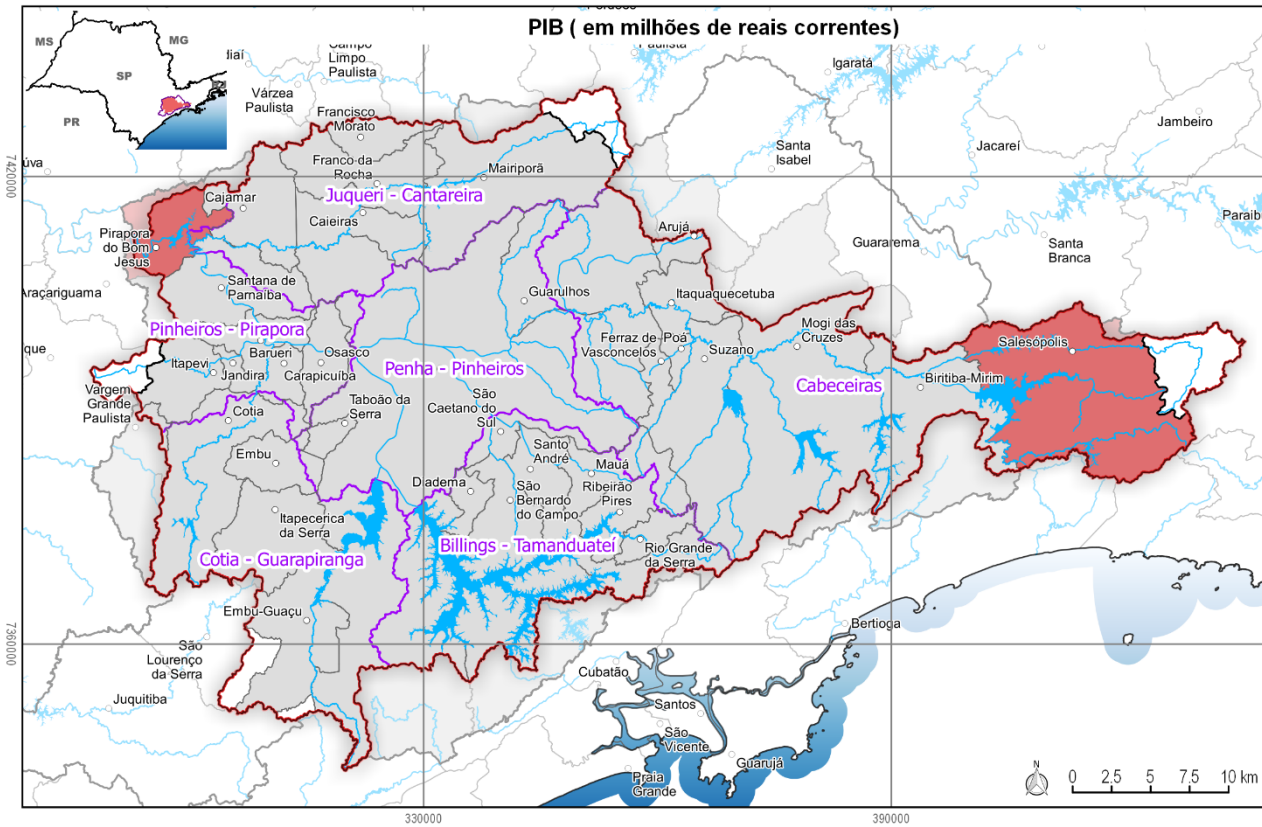 PIB ( em milhões de reais correntes)
MS
MG
SP
PR
Campo
Limpo
Paulista
Várzea
Paulista
Paulista
Igaratá
Francisco
Morato
Franco da
Rocha
Mairiporã
Santa
Isabel
Jacareí
Jambeiro
7420000
Juqueri - Cantareira
Cajamar
Caieiras
Pirapora
do Bom
Jesus
Arujá
Guararema
Santa
Branca
Araçariguama
Santana de
Parnaíba
Guarulhos
Itaquaquecetuba
Pinheiros - Pirapora
Ferraz de
Vasconcelos
Poá
Suzano
Mogi das
Cruzes
Salesópolis
Itapevi
Barueri
Jandira
Osasco
Carapicuíba
Penha - Pinheiros
Cabeceiras
Biritiba-Mirim
Vargem
Grande
Paulista
Cotia
Taboão da
Serra
São
Caetano do
Sul
Embu
Santo
André
Mauá
Diadema
Ribeirão
Pires
São
Bernardo
do Campo
Itapecerica
da Serra
Cotia - Guarapiranga
Billings - Tamanduateí
Rio Grande
da Serra
Embu-Guaçu
7360000
São
Lourenço
da Serra
Juquitiba
Bertioga
Cubatão
Santos
São
Vicente
Guarujá
Praia
Grande
N
0 2,5 5 7,5 10 km
330000
390000